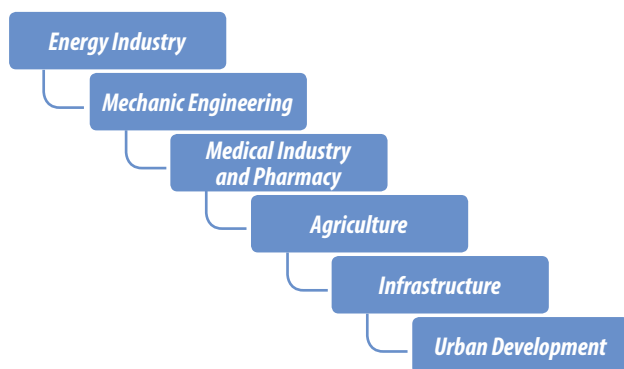 Energy Industry
Mechanic Engineering
Medical Industry
and Pharmacy
Agriculture
Infrastructure
Urban Development